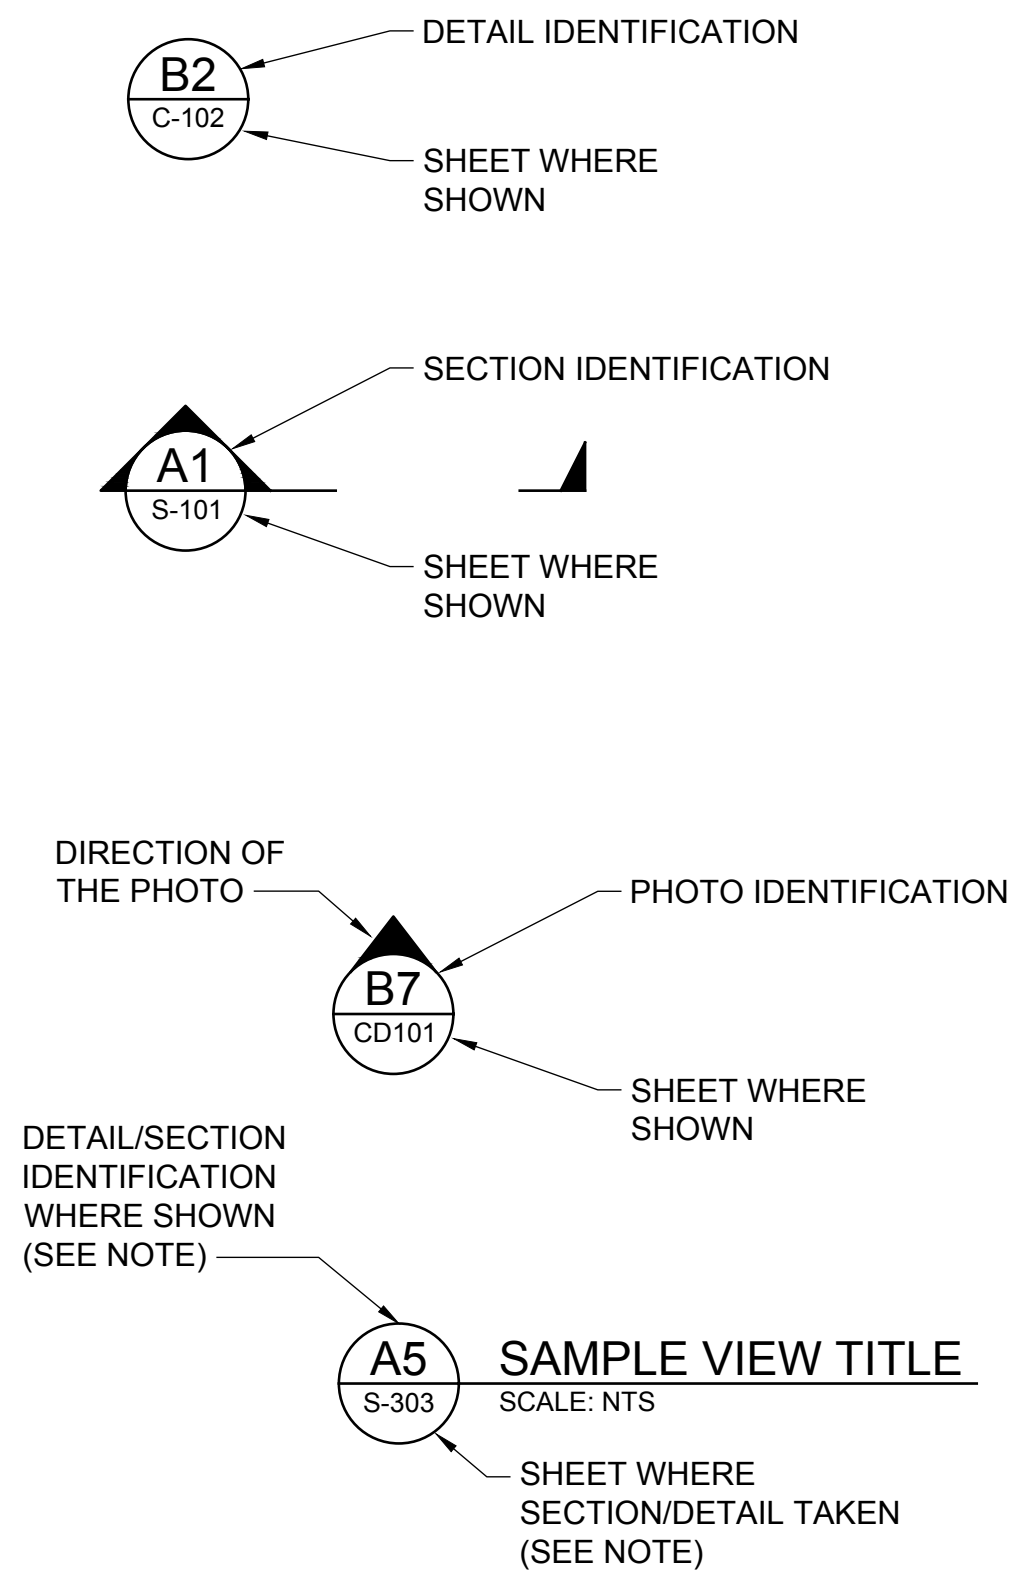 DETAIL IDENTIFICATION
B2
C-102
SHEET WHERE
SHOWN
SECTION IDENTIFICATION
A1
S-101
SHEET WHERE
SHOWN
DIRECTION OF
THE PHOTO
PHOTO IDENTIFICATION
B7
CD101
SHEET WHERE
SHOWN
DETAIL/SECTION
IDENTIFICATION
WHERE SHOWN
(SEE NOTE)
A5
S-303
SAMPLE VIEW TITLE
SCALE: NTS
SHEET WHERE
SECTION/DETAIL TAKEN
(SEE NOTE)